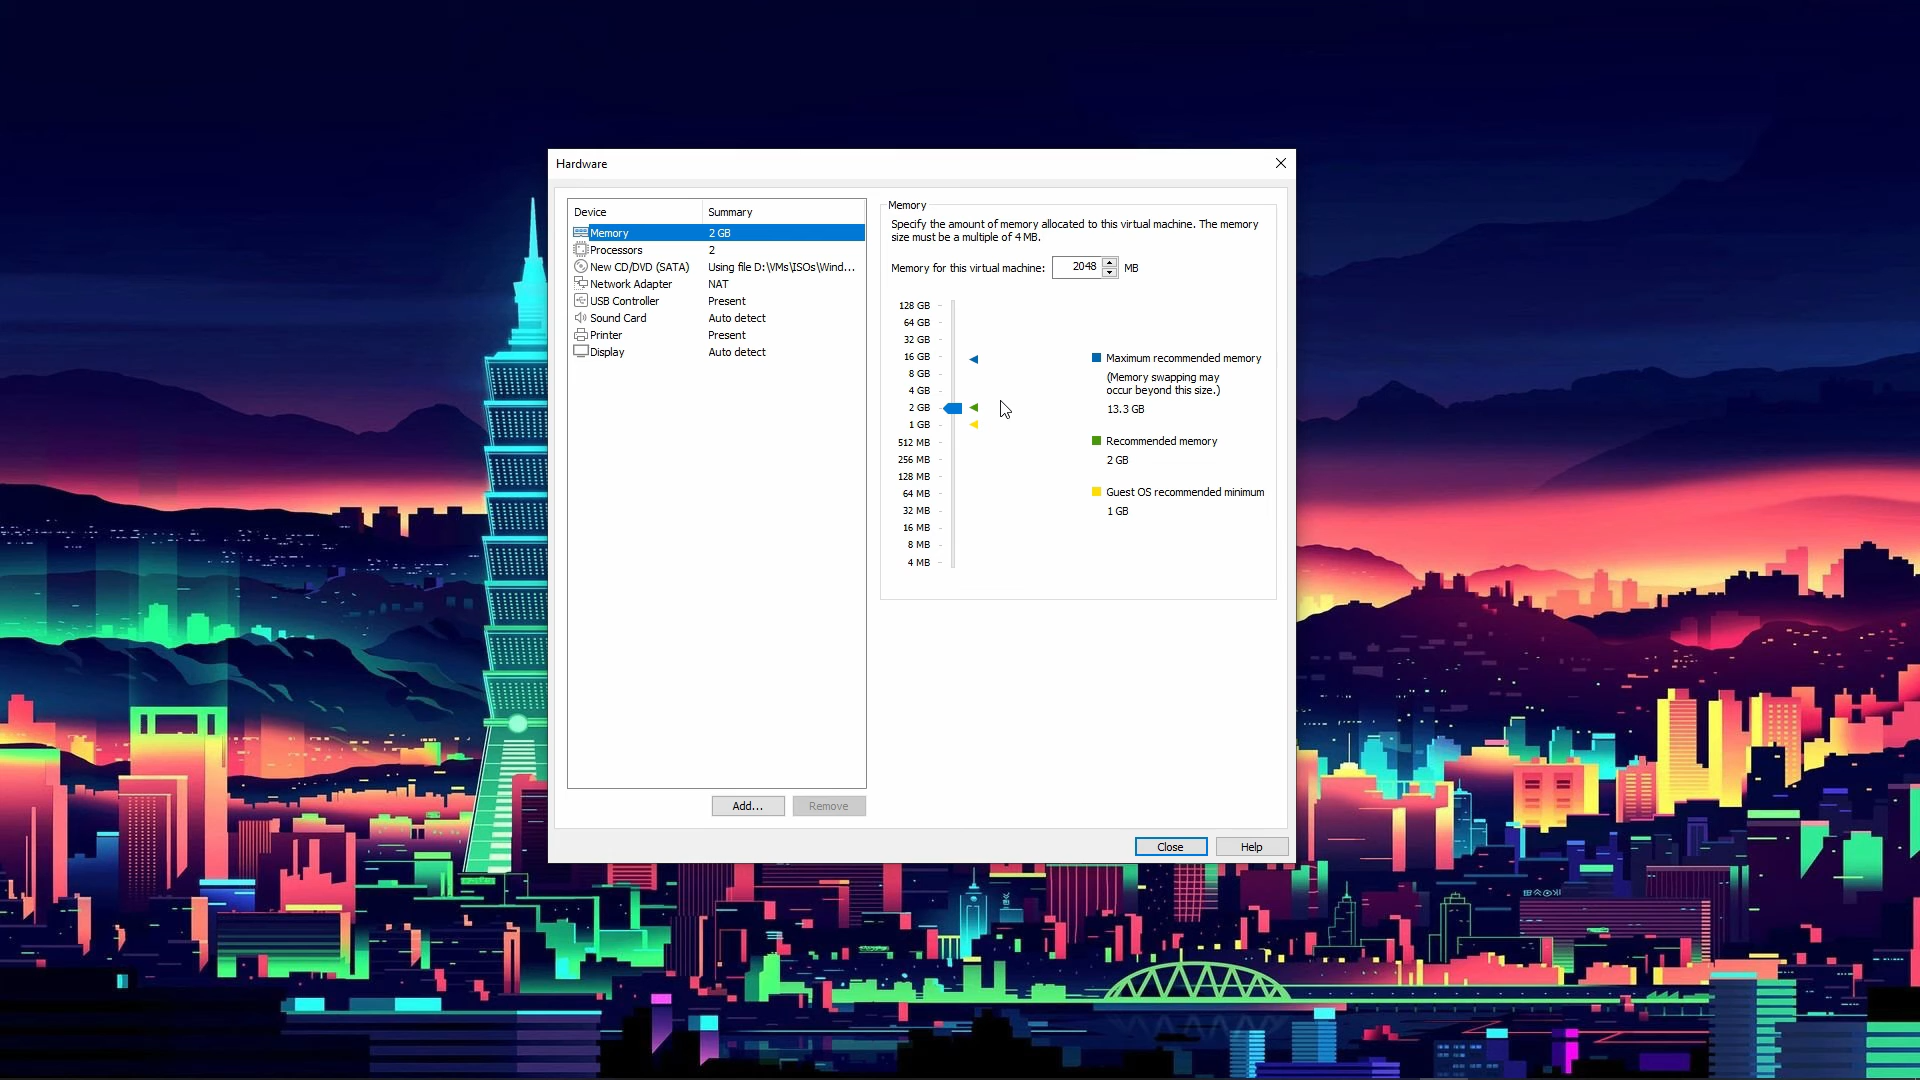 Hardware
Device Summary
Memory 2 GB
Processors 2
New CD/DVD (SATA) Using file D:\VMs\ISOs\Wind...
Network Adapter NAT
USB Controller Present
Sound Card Auto detect
Printer Present
Display Auto detect
Add...
Remove
Memory
Specify the amount of memory allocated to this virtual machine. The memory
size must be a multiple of 4 MB.
Memory for this virtual machine: 2048 MB
128 GB
64 GB
32 GB
16 GB
8 GB
4 GB
2 GB
1 GB
512 MB
256 MB
128 MB
64 MB
32 MB
16 MB
8 MB
4 MB
Maximum recommended memory
(Memory swapping may
occur beyond this size.)
13.3 GB
Recommended memory
2 GB
Guest OS recommended minimum
1 GB
Close
Help